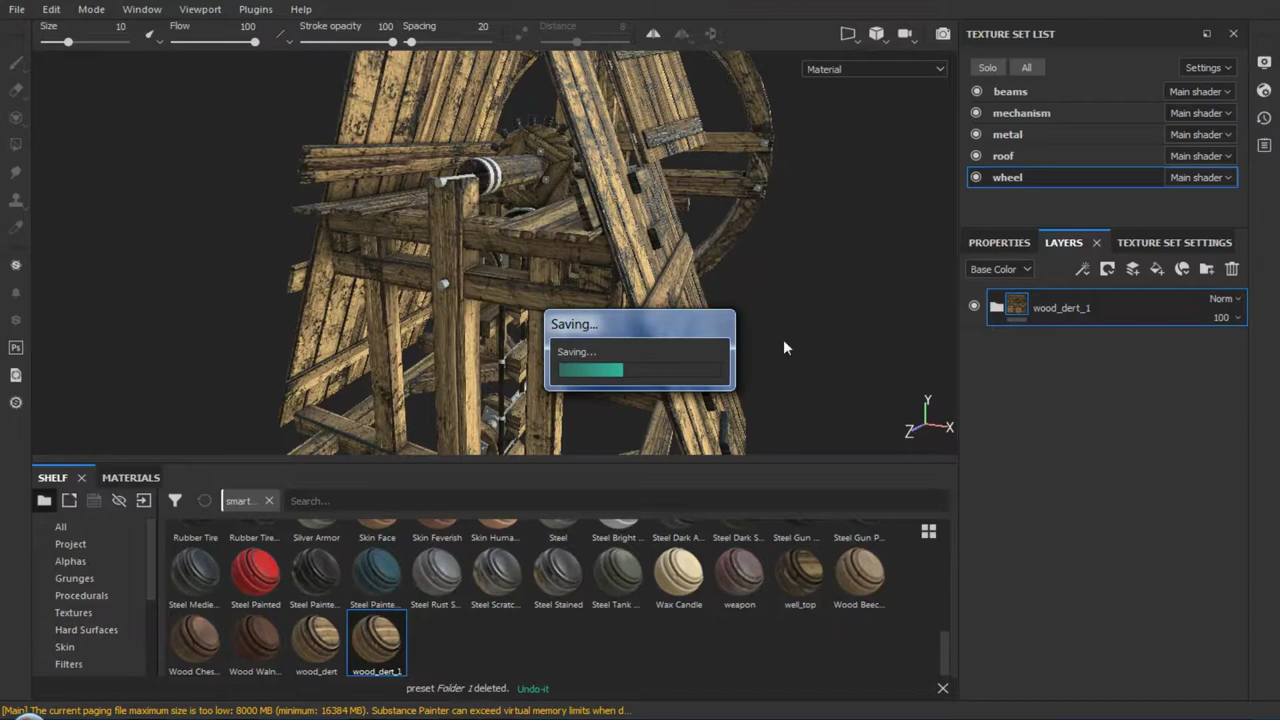 File Edit Mode Window Viewport Plugins Help
Size 10 Flow 100 Stroke opacity 100 Spacing 20 Distance 8
Material
TEXTURE SET LIST
Solo All Settings
beams Main shader
mechanism Main shader
metal Main shader
roof Main shader
wheel Main shader
PROPERTIES LAYERS TEXTURE SET SETTINGS
Base Color
wood_dert_1 Norm
100
Saving...
Saving...
Y
Z X
Ps
SHELF MATERIALS
smart... Search...
All
Project
Alphas
Grunges
Procedurals
Textures
Hard Surfaces
Skin
Filters
Rubber Tire Rubber Tire... Silver Armor Skin Face Skin Feverish Skin Huma... Steel Steel Bright ... Steel Dark A... Steel Dark S... Steel Gun ... Steel Gun P...
Steel Medie... Steel Painted Steel Painte... Steel Painte... Steel Rust S... Steel Scratc... Steel Stained Steel Tank ... Wax Candle weapon well_top Wood Beec...
Wood Ches... Wood Waln... wood_dert wood_dert_1
preset Folder 1 deleted. Undo-it
[Main] The current paging file maximum size is too low: 8000 MB (minimum: 16384 MB). Substance Painter can exceed virtual memory limits when d...